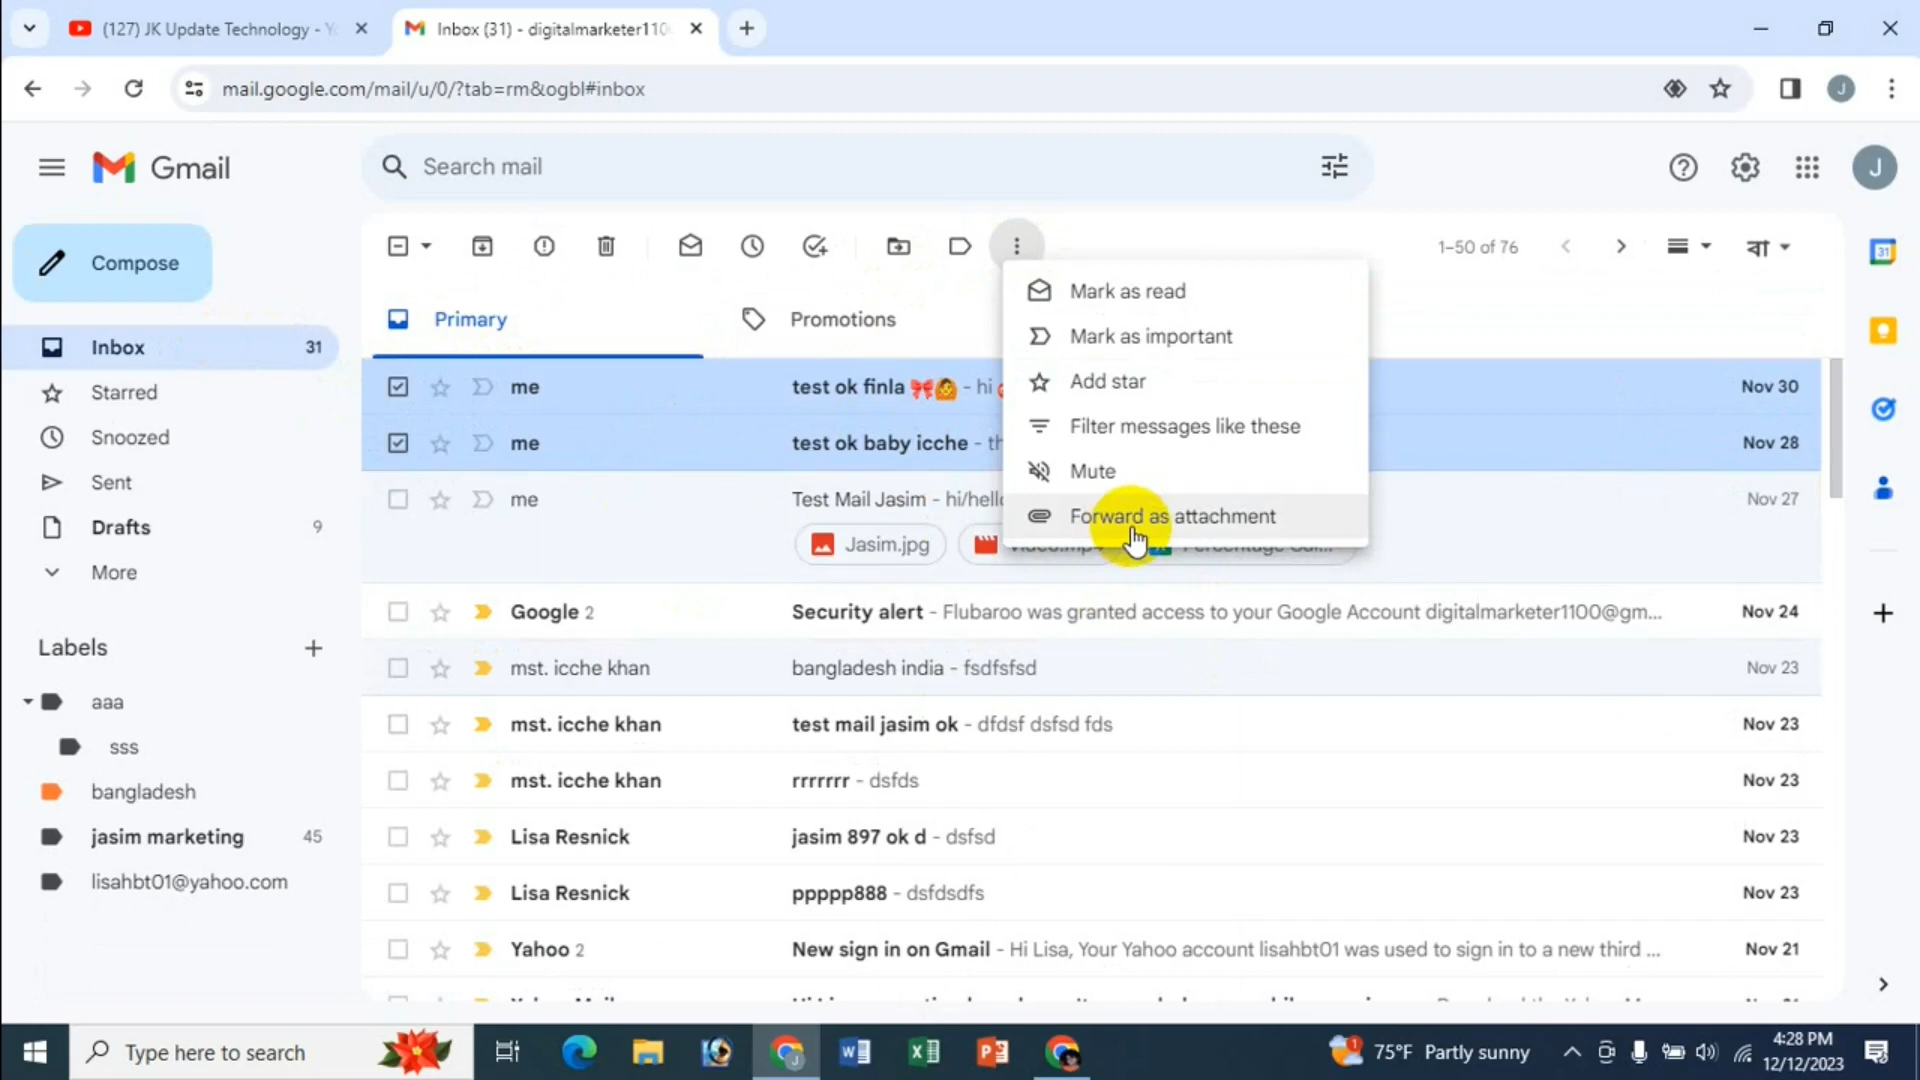 (127) JK Update Technology - Y
Inbox (31) - digitalmarketer110
mail.google.com/mail/u/0/?tab=rm&ogbl#inbox
J
Gmail
Search mail
J
Compose
1–50 of 76
বা
31
Mark as read
Mark as important
Add star
Filter messages like these
Mute
Forward as attachment
Primary
Promotions
Inbox 31
Starred
Snoozed
Sent
Drafts 9
More
Labels
aaa
sss
bangladesh
jasim marketing 45
lisahbt01@yahoo.com
me test ok finla 🎀🙆 - hi Nov 30
me test ok baby icche - th Nov 28
me Test Mail Jasim - hi/hello Nov 27
Jasim.jpg
Google 2 Security alert - Flubaroo was granted access to your Google Account digitalmarketer1100@gm... Nov 24
mst. icche khan bangladesh india - fsdfsfsd Nov 23
mst. icche khan test mail jasim ok - dfdsf dsfsd fds Nov 23
mst. icche khan rrrrrrr - dsfds Nov 23
Lisa Resnick jasim 897 ok d - dsfsd Nov 23
Lisa Resnick ppppp888 - dsfdsdfs Nov 23
Yahoo 2 New sign in on Gmail - Hi Lisa, Your Yahoo account lisahbt01 was used to sign in to a new third ... Nov 21
Type here to search
75°F Partly sunny
4:28 PM
12/12/2023